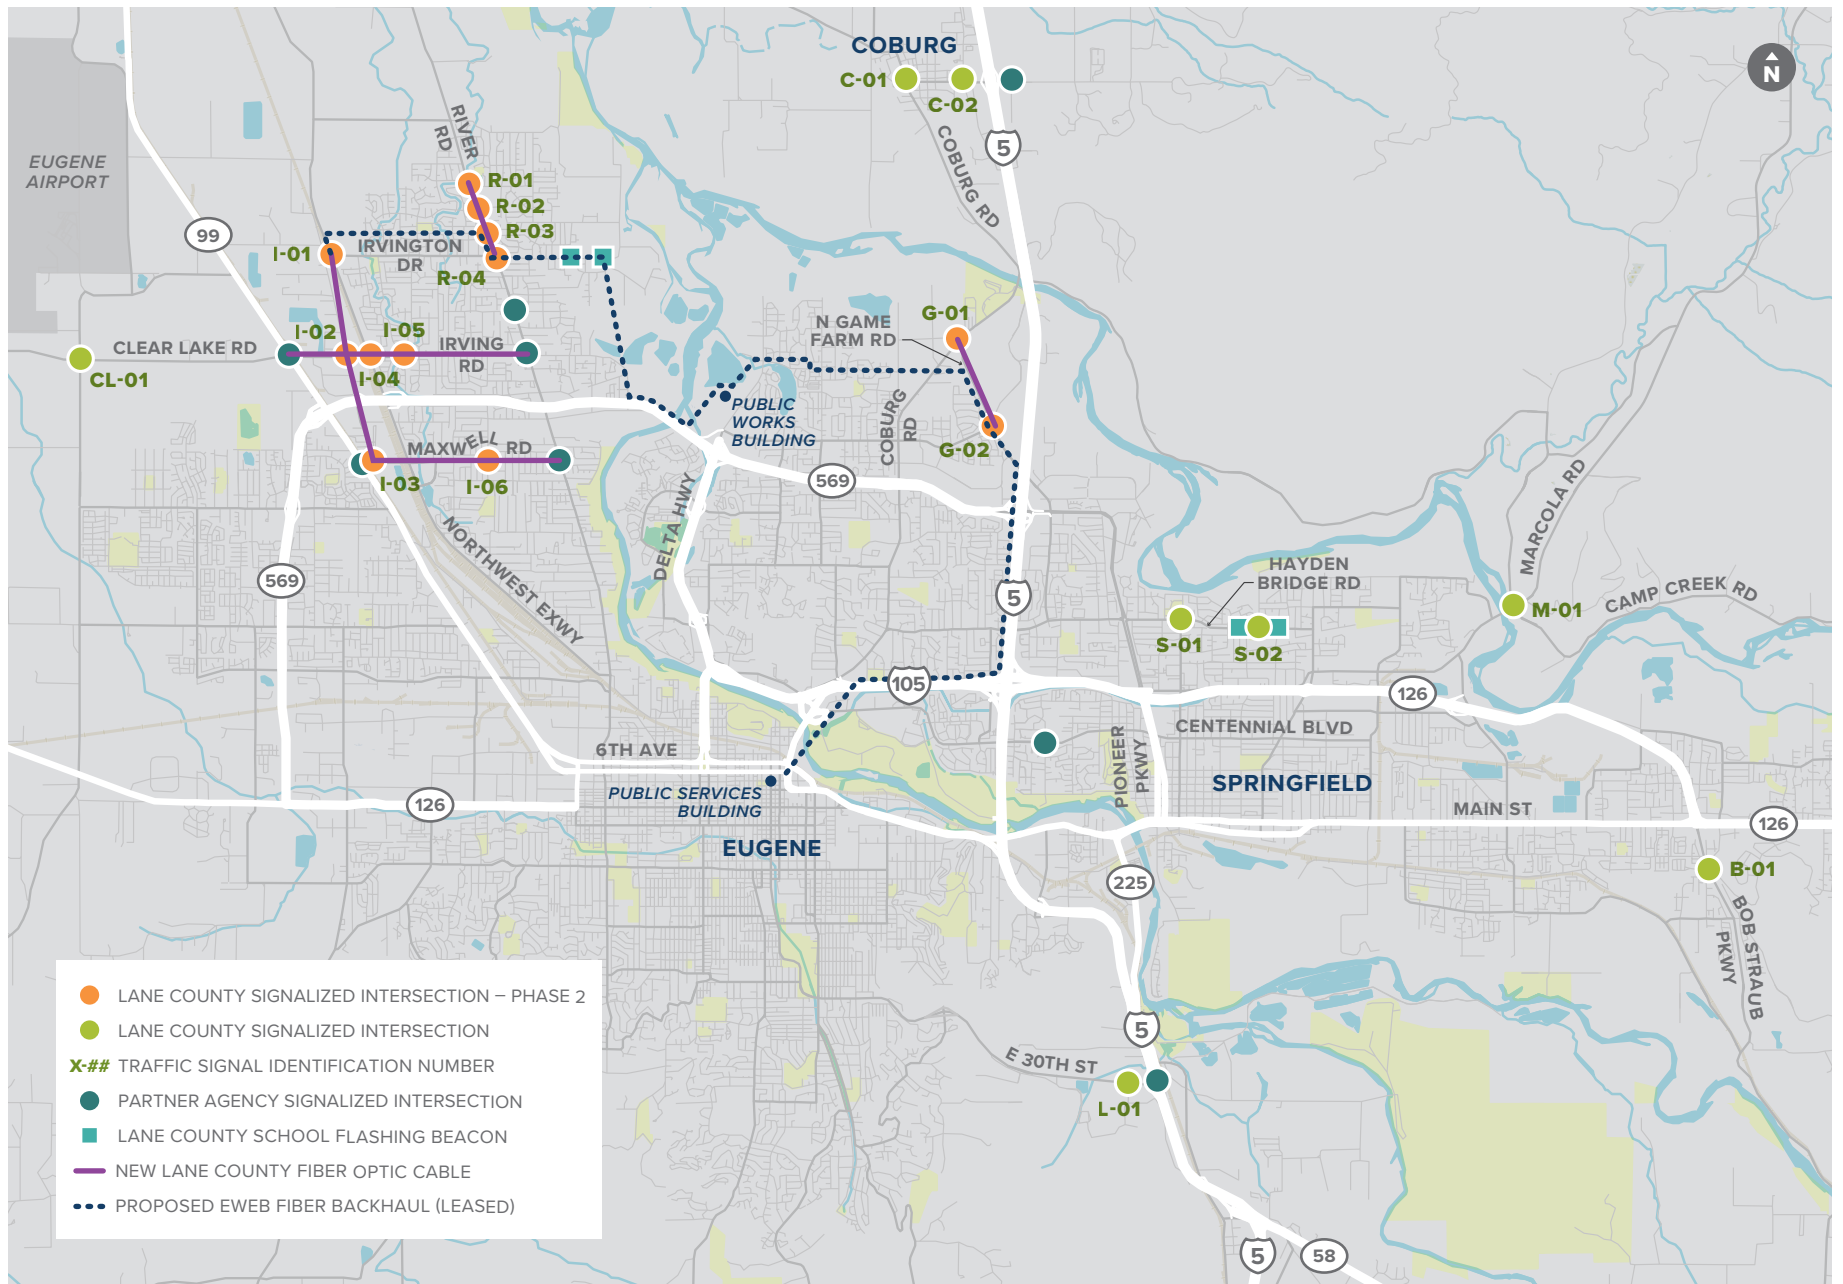 COBURG
N
C-01
C-02
COBURG RD
5
EUGENE
AIRPORT
RIVER
RD
R-01
R-02
R-03
R-04
99
I-01
IRVINGTON
DR
I-02
I-05
IRVING
RD
I-04
CLEAR LAKE RD
CL-01
N GAME
FARM RD
G-01
COBURG
RD
G-02
PUBLIC
WORKS
BUILDING
MAXWELL RD
I-03
I-06
569
DELTA HWY
NORTHWEST EXWY
569
5
HAYDEN
BRIDGE RD
S-01
S-02
MARCOLA RD
M-01
CAMP CREEK RD
105
126
6TH AVE
CENTENNIAL BLVD
PIONEER
PKWY
SPRINGFIELD
PUBLIC SERVICES
BUILDING
126
MAIN ST
126
EUGENE
225
B-01
BOB STRAUB
PKWY
5
E 30TH ST
L-01
5
58
LANE COUNTY SIGNALIZED INTERSECTION – PHASE 2
LANE COUNTY SIGNALIZED INTERSECTION
X-## TRAFFIC SIGNAL IDENTIFICATION NUMBER
PARTNER AGENCY SIGNALIZED INTERSECTION
LANE COUNTY SCHOOL FLASHING BEACON
NEW LANE COUNTY FIBER OPTIC CABLE
PROPOSED EWEB FIBER BACKHAUL (LEASED)